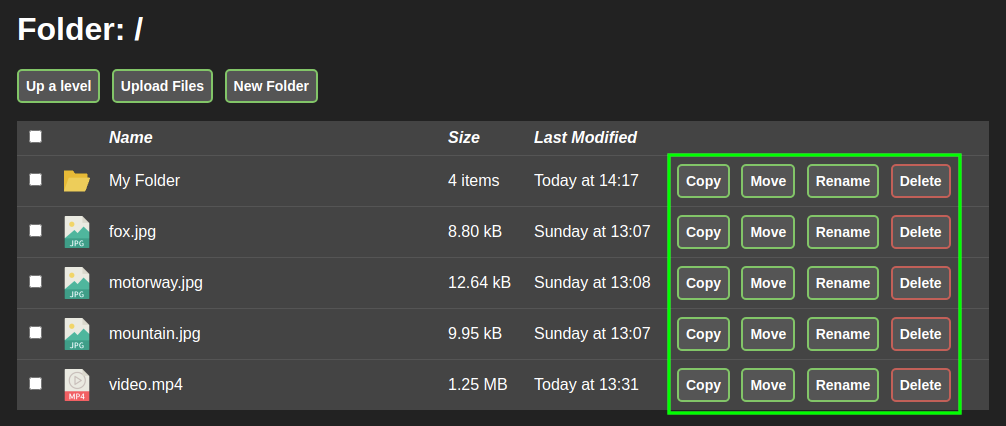 Folder: /
Up a level Upload Files New Folder
Name Size Last Modified
My Folder 4 items Today at 14:17 Copy Move Rename Delete
JPG fox.jpg 8.80 kB Sunday at 13:07 Copy Move Rename Delete
JPG motorway.jpg 12.64 kB Sunday at 13:08 Copy Move Rename Delete
JPG mountain.jpg 9.95 kB Sunday at 13:07 Copy Move Rename Delete
MP4 video.mp4 1.25 MB Today at 13:31 Copy Move Rename Delete